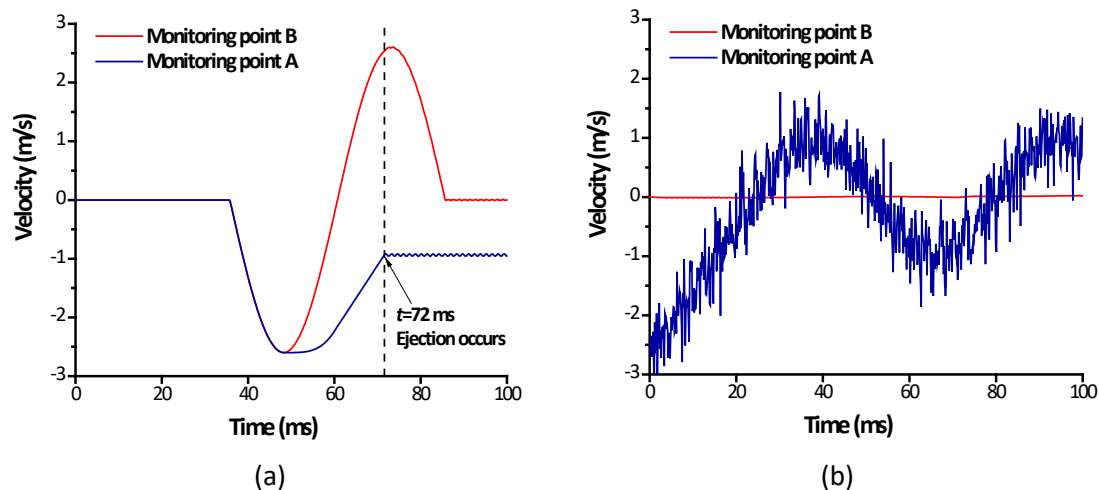 3
2
1
0
-1
-2
-3
Velocity (m/s)
Monitoring point B
Monitoring point A
t=72 ms
Ejection occurs
0 20 40 60 80 100
Time (ms)
(a)
3
2
1
0
-1
-2
-3
Velocity (m/s)
Monitoring point B
Monitoring point A
0 20 40 60 80 100
Time (ms)
(b)